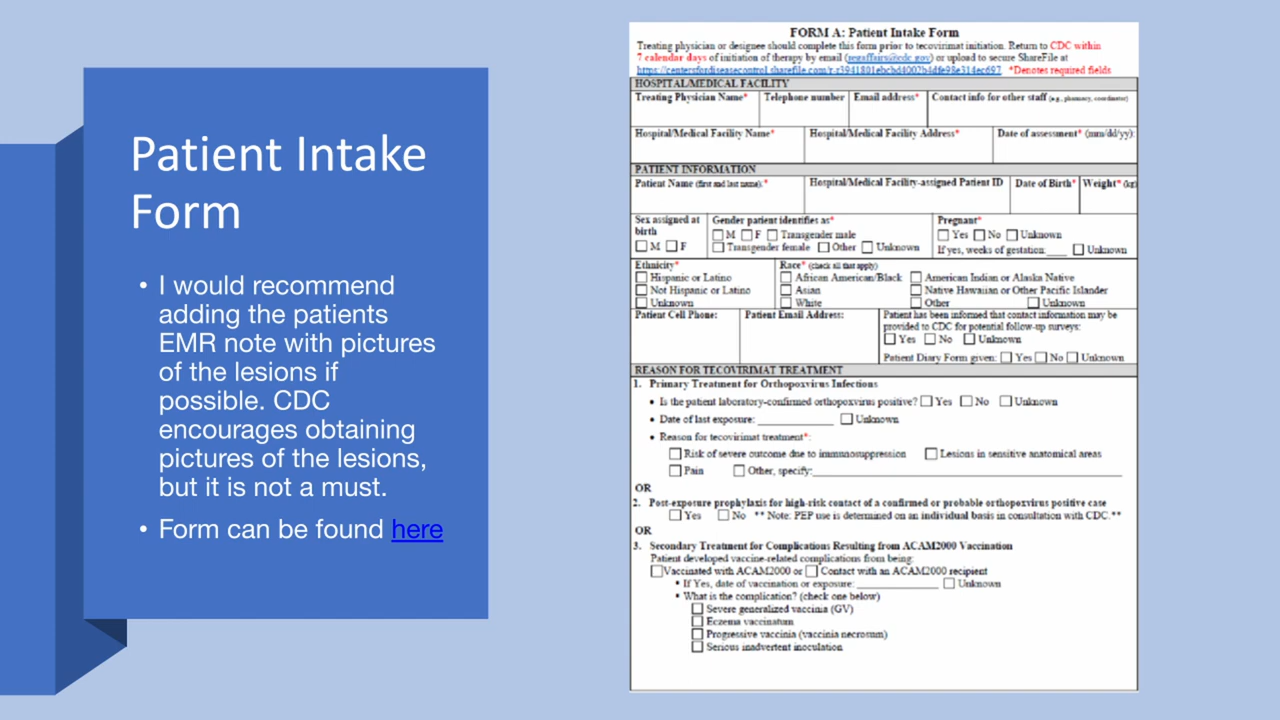 Patient Intake
Form
• I would recommend
adding the patients
EMR note with pictures
of the lesions if
possible. CDC
encourages obtaining
pictures of the lesions,
but it is not a must.
• Form can be found here
FORM A: Patient Intake Form
Treating physician or designee should complete this form prior to tecovirimat initiation. Return to CDC within
7 calendar days of initiation of therapy by email (regaffairs@cdc.gov) or upload to secure ShareFile at
*Denotes required fields
HOSPITAL/MEDICAL FACILITY
Treating Physician Name* Telephone number Email address* Contact info for other staff (e.g., pharmacy, coordinator)
Hospital/Medical Facility Name* Hospital/Medical Facility Address* Date of assessment* (mm/dd/yy):
PATIENT INFORMATION
Patient Name (first and last name):* Hospital/Medical Facility-assigned Patient ID Date of Birth* Weight* (kg)
Sex assigned at
birth
☐ M ☐ F
Gender patient identifies as*
☐ M ☐ F ☐ Transgender male
☐ Transgender female ☐ Other ☐ Unknown
Pregnant*
☐ Yes ☐ No ☐ Unknown
If yes, weeks of gestation:____ ☐ Unknown
Ethnicity*
☐ Hispanic or Latino
☐ Not Hispanic or Latino
☐ Unknown
Race* (check all that apply)
☐ African American/Black ☐ American Indian or Alaska Native
☐ Asian ☐ Native Hawaiian or Other Pacific Islander
☐ White ☐ Other ☐ Unknown
Patient Cell Phone: Patient Email Address:
Patient has been informed that contact information may be
provided to CDC for potential follow-up surveys:
☐ Yes ☐ No ☐ Unknown
Patient Diary Form given: ☐ Yes ☐ No ☐ Unknown
REASON FOR TECOVIRIMAT TREATMENT
1. Primary Treatment for Orthopoxvirus Infections
• Is the patient laboratory-confirmed orthopoxvirus positive? ☐ Yes ☐ No ☐ Unknown
• Date of last exposure: ____________ ☐ Unknown
• Reason for tecovirimat treatment*:
☐ Risk of severe outcome due to immunosuppression ☐ Lesions in sensitive anatomical areas
☐ Pain ☐ Other, specify:____________
OR
2. Post-exposure prophylaxis for high-risk contact of a confirmed or probable orthopoxvirus positive case
☐ Yes ☐ No ** Note: PEP use is determined on an individual basis in consultation with CDC.**
OR
3. Secondary Treatment for Complications Resulting from ACAM2000 Vaccination
Patient developed vaccine-related complications from being:
☐Vaccinated with ACAM2000 or ☐ Contact with an ACAM2000 recipient
• If Yes, date of vaccination or exposure: ____________ ☐ Unknown
• What is the complication? (check one below)
☐ Severe generalized vaccinia (GV)
☐ Eczema vaccinatum
☐ Progressive vaccinia (vaccinia necrosum)
☐ Serious inadvertent inoculation